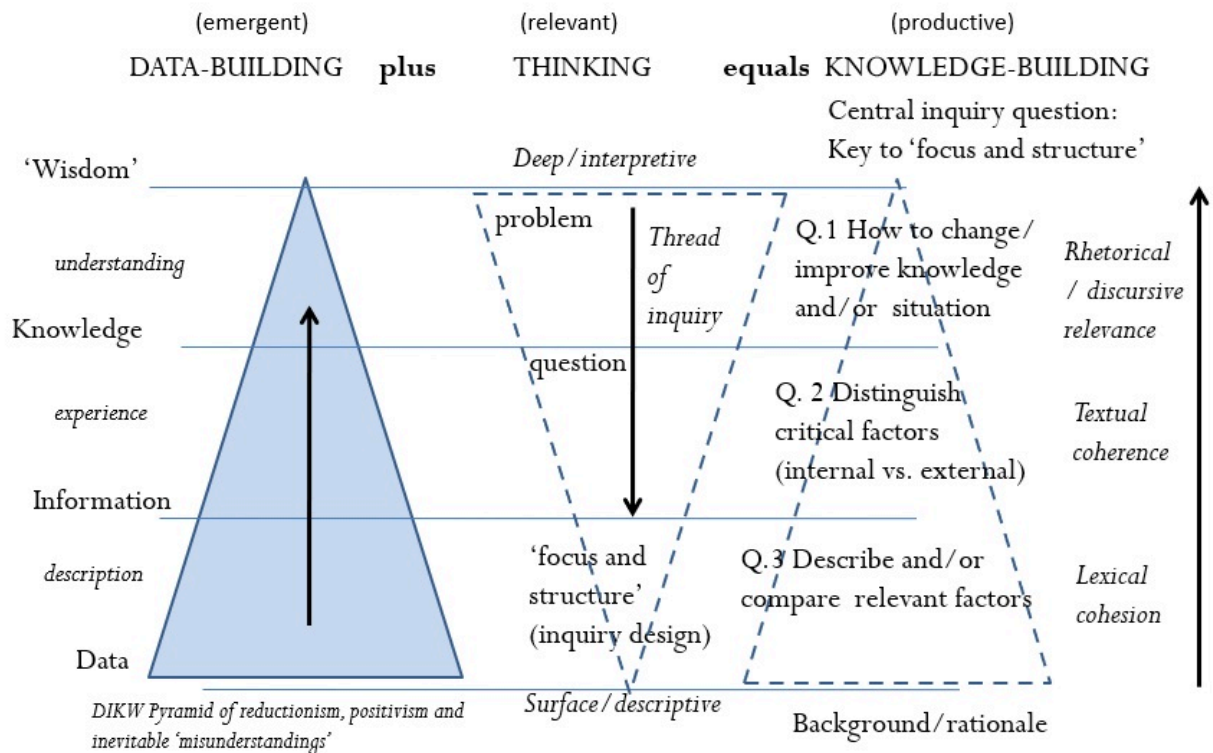 (emergent) (relevant) (productive)
DATA-BUILDING plus THINKING equals KNOWLEDGE-BUILDING
Central inquiry question:
Key to ‘focus and structure’
‘Wisdom’
understanding
Knowledge
experience
Information
description
Data
DIKW Pyramid of reductionism, positivism and
inevitable ‘misunderstandings’
Deep/interpretive
problem
Thread
of
inquiry
question
‘focus and
structure’
(inquiry design)
Surface/descriptive
Q.1 How to change/
improve knowledge
and/or situation
Q. 2 Distinguish
critical factors
(internal vs. external)
Q.3 Describe and/or
compare relevant factors
Background/rationale
Rhetorical
/ discursive
relevance
Textual
coherence
Lexical
cohesion